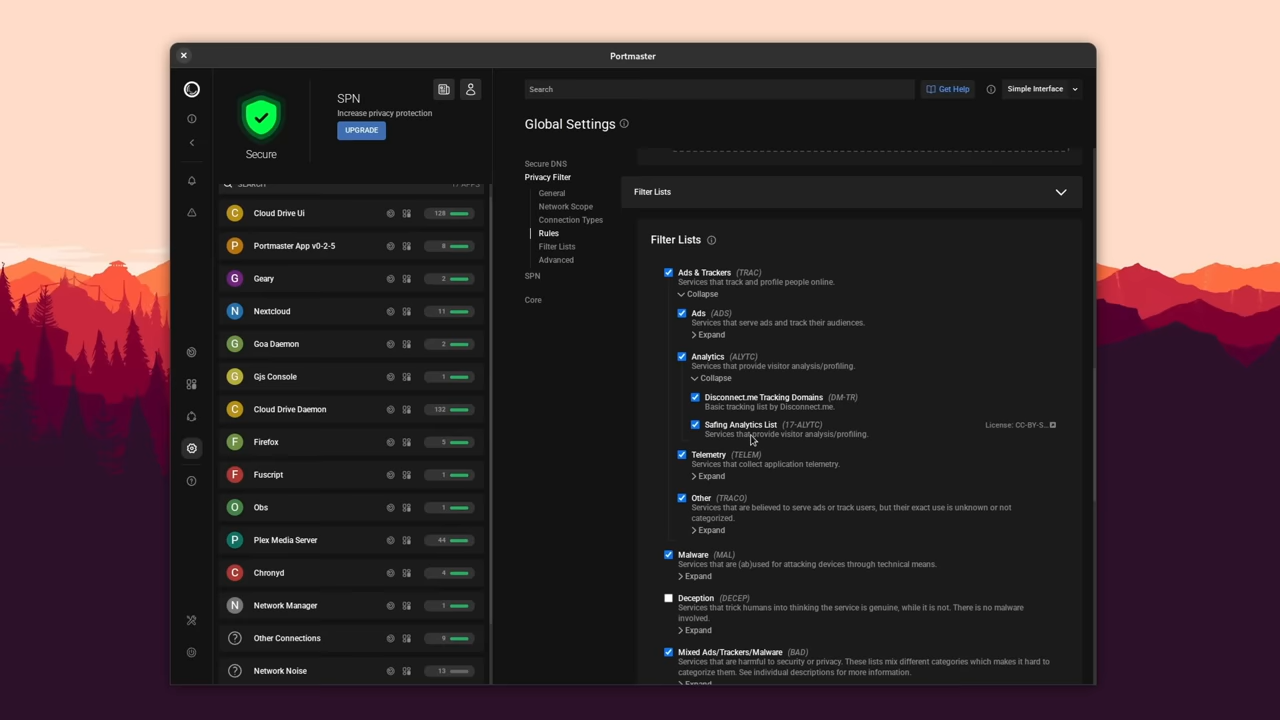 Portmaster
SPN
Increase privacy protection
UPGRADE
Secure
Search
Get Help
Simple Interface
Global Settings
Secure DNS
Privacy Filter
General
Network Scope
Connection Types
Rules
Filter Lists
Advanced
SPN
Core
SEARCH
17 APPS
C Cloud Drive Ui 128
P Portmaster App v0-2-5 8
G Geary 2
N Nextcloud 11
G Goa Daemon 2
G Gjs Console 1
C Cloud Drive Daemon 132
F Firefox 5
F Fuscript 1
O Obs 1
P Plex Media Server 44
C Chronyd 4
N Network Manager 1
? Other Connections 9
? Network Noise 13
Filter Lists
Filter Lists
Ads & Trackers (TRAC)
Services that track and profile people online.
Collapse
Ads (ADS)
Services that serve ads and track their audiences.
Expand
Analytics (ALYTC)
Services that provide visitor analysis/profiling.
Collapse
Disconnect.me Tracking Domains (DM-TR)
Basic tracking list by Disconnect.me.
Safing Analytics List (17-ALYTC)
License: CC-BY-S...
Services that provide visitor analysis/profiling.
Telemetry (TELEM)
Services that collect application telemetry.
Expand
Other (TRACO)
Services that are believed to serve ads or track users, but their exact use is unknown or not
categorized.
Expand
Malware (MAL)
Services that are (ab)used for attacking devices through technical means.
Expand
Deception (DECEP)
Services that trick humans into thinking the service is genuine, while it is not. There is no malware
involved.
Expand
Mixed Ads/Trackers/Malware (BAD)
Services that are harmful to security or privacy. These lists mix different categories which makes it hard to
categorize them. See individual descriptions for more information.
Expand